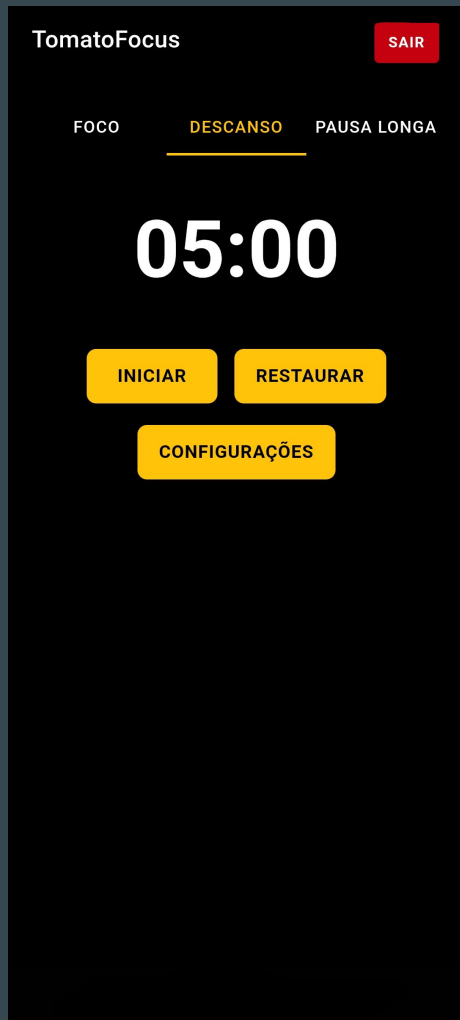 TomatoFocus SAIR
FOCO DESCANSO PAUSA LONGA
05:00
INICIAR RESTAURAR
CONFIGURAÇÕES